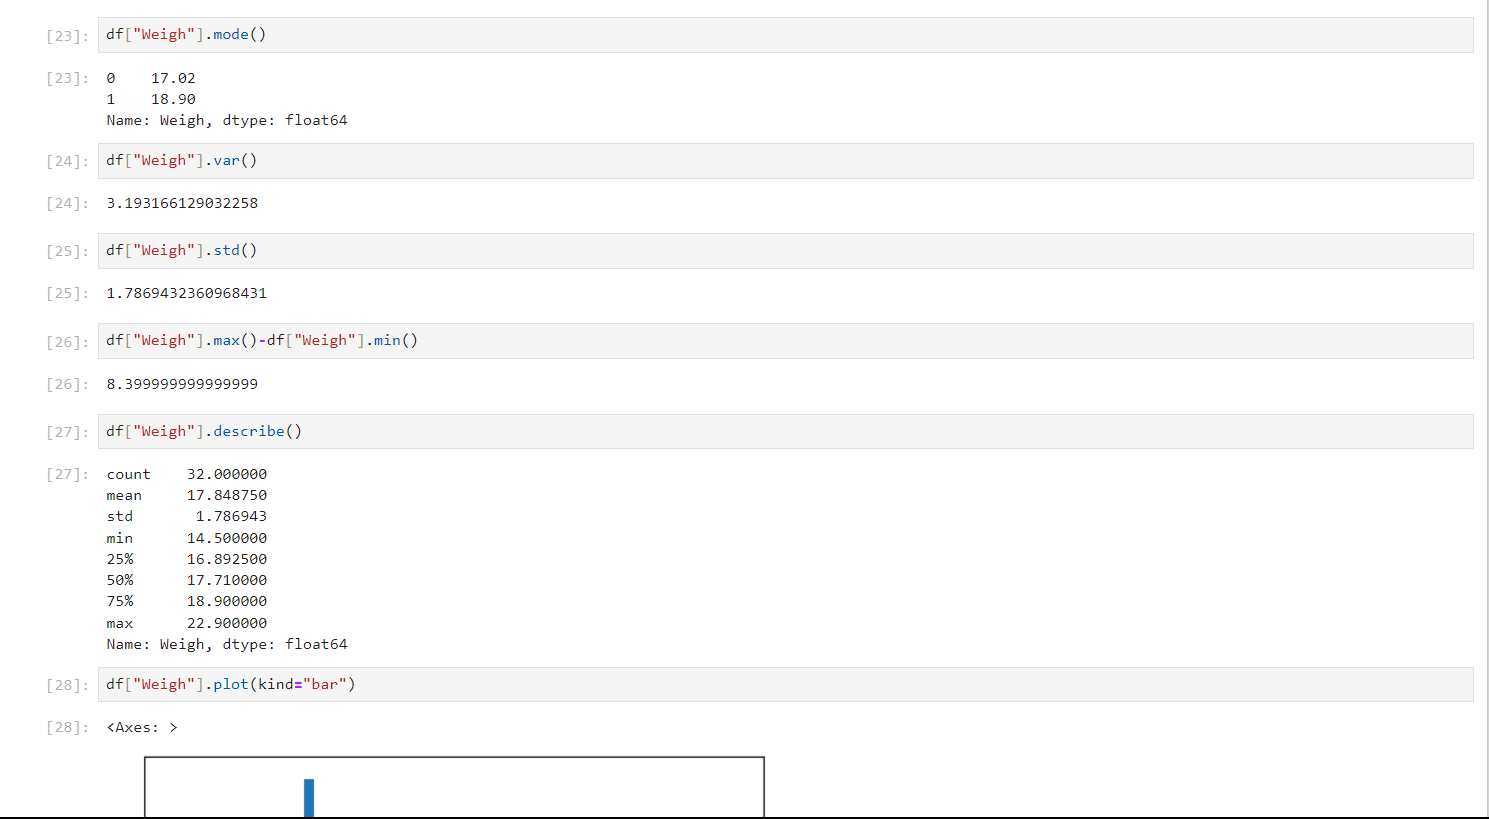 [23]: df["Weigh"].mode()
[23]: 0    17.02
1    18.90
Name: Weigh, dtype: float64
[24]: df["Weigh"].var()
[24]: 3.193166129032258
[25]: df["Weigh"].std()
[25]: 1.7869432360968431
[26]: df["Weigh"].max()-df["Weigh"].min()
[26]: 8.399999999999999
[27]: df["Weigh"].describe()
[27]: count    32.000000
mean     17.848750
std       1.786943
min      14.500000
25%      16.892500
50%      17.710000
75%      18.900000
max      22.900000
Name: Weigh, dtype: float64
[28]: df["Weigh"].plot(kind="bar")
[28]: <Axes: >